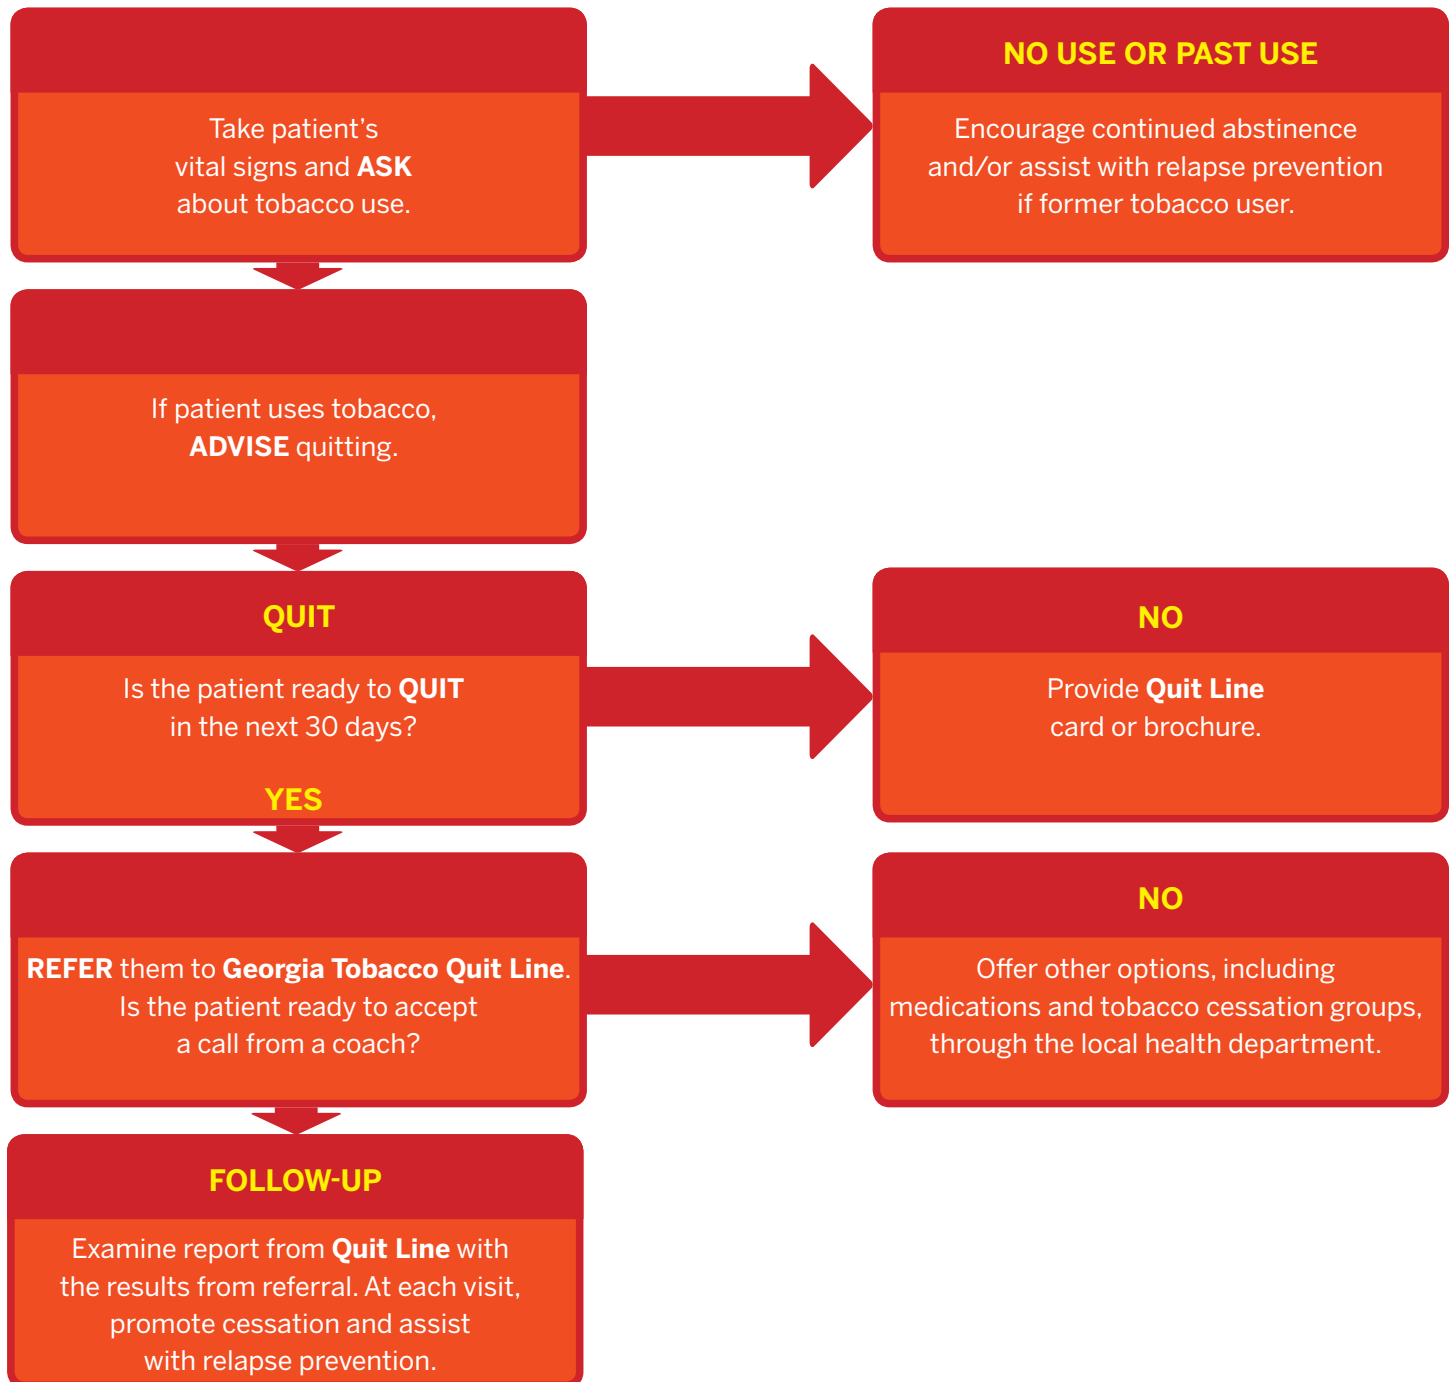 Take patient's
vital signs and ASK
about tobacco use.
NO USE OR PAST USE
Encourage continued abstinence
and/or assist with relapse prevention
if former tobacco user.
If patient uses tobacco,
ADVISE quitting.
QUIT
Is the patient ready to QUIT
in the next 30 days?
YES
NO
Provide Quit Line
card or brochure.
REFER them to Georgia Tobacco Quit Line.
Is the patient ready to accept
a call from a coach?
NO
Offer other options, including
medications and tobacco cessation groups,
through the local health department.
FOLLOW-UP
Examine report from Quit Line with
the results from referral. At each visit,
promote cessation and assist
with relapse prevention.